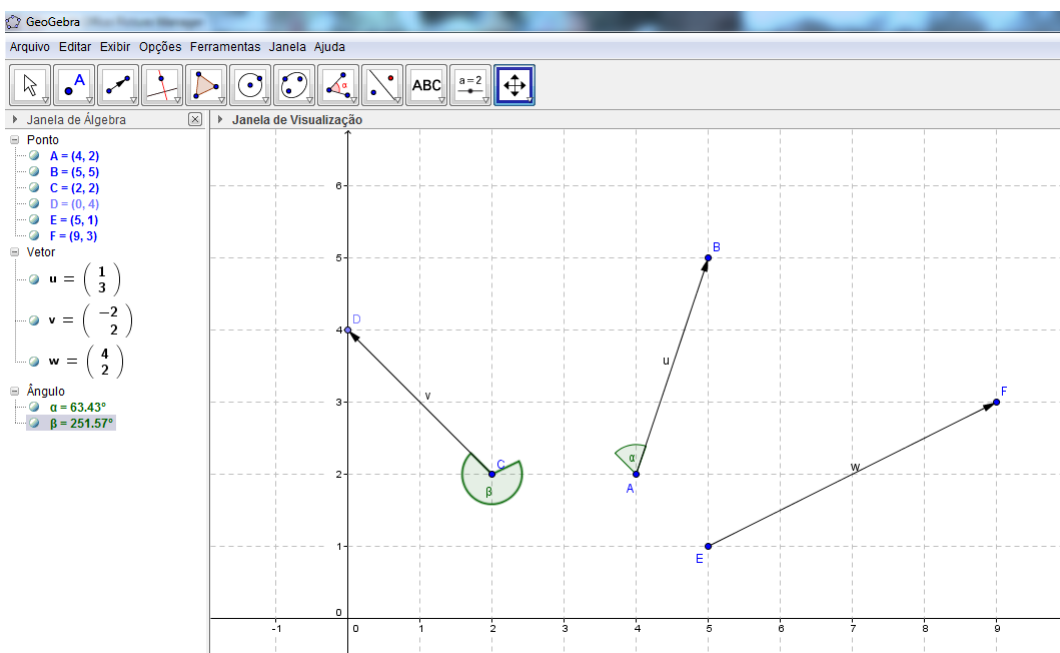 GeoGebra
Arquivo Editar Exibir Opções Ferramentas Janela Ajuda
A α ABC a=2
Janela de Álgebra
Janela de Visualização
Ponto
A = (4, 2)
B = (5, 5)
C = (2, 2)
D = (0, 4)
E = (5, 1)
F = (9, 3)
Vetor
u = ( 1 3 )
v = ( −2 2 )
w = ( 4 2 )
Ângulo
α = 63.43°
β = 251.57°
6
B
5
D
4
u
v
F
3
C
α
w
2
β
A
1
E
0
-1 0 1 2 3 4 5 6 7 8 9